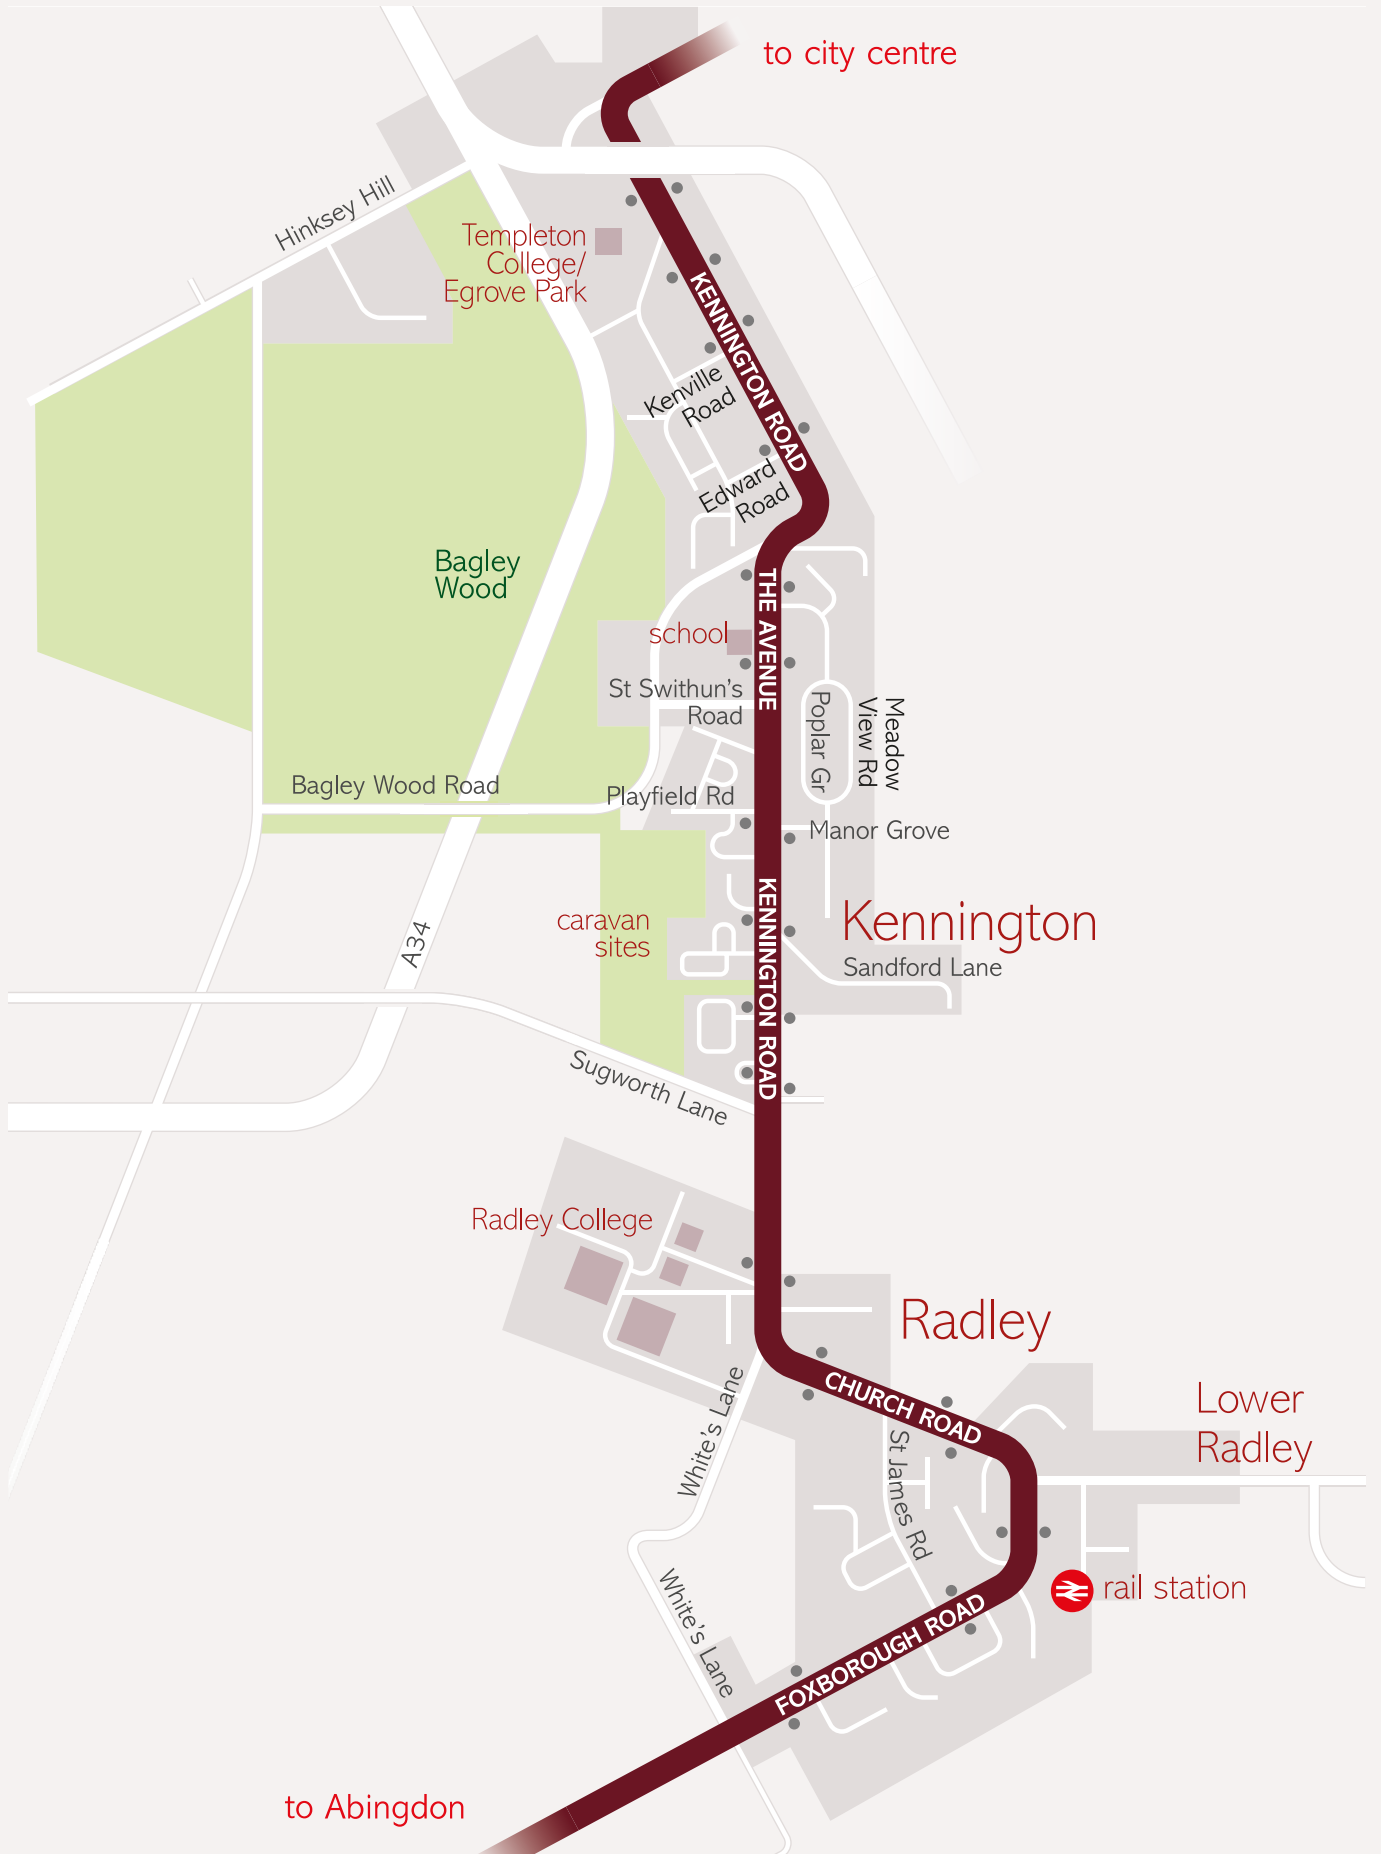 to city centre
Hinksey Hill
Templeton
College/
Egrove Park
KENNINGTON ROAD
Kenville
Road
Edward
Road
Bagley
Wood
THE AVENUE
school
St Swithun's
Road
Poplar Gr
Meadow
View Rd
Bagley Wood Road
Playfield Rd
Manor Grove
KENNINGTON ROAD
Kennington
caravan
sites
A34
Sandford Lane
Sugworth Lane
Radley College
Radley
CHURCH ROAD
White's Lane
Lower
Radley
St James Rd
White's Lane
rail station
FOXBOROUGH ROAD
to Abingdon